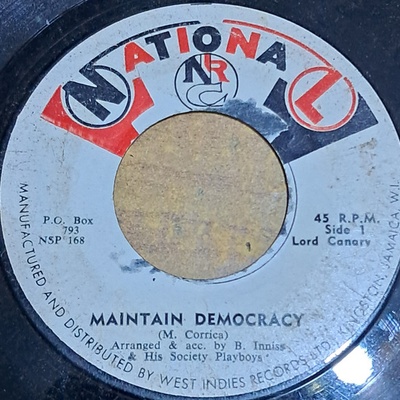 NATIONAL
NRC
P.O. Box
793
NSP 168
45 R.P.M.
Side 1
Lord Canary
MAINTAIN DEMOCRACY
(M. Corrica)
Arranged & acc. by B. Inniss
& His Society Playboys
MANUFACTURED AND DISTRIBUTED BY WEST INDIES RECORDS LTD. KINGSTON, JAMAICA W.I.